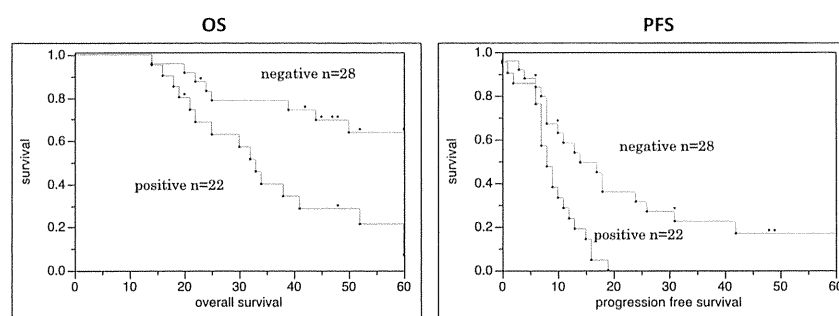 OS
survival
1.0
0.8
0.6
0.4
0.2
0.0
negative n=28
positive n=22
0 10 20 30 40 50 60
overall survival
PFS
survival
1.0
0.8
0.6
0.4
0.2
0.0
negative n=28
positive n=22
0 10 20 30 40 50 60
progression free survival